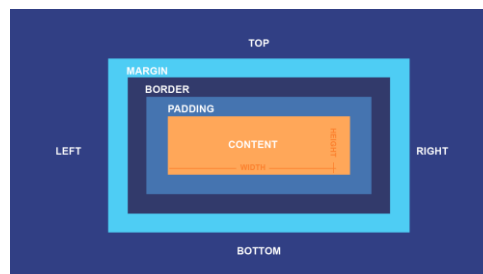 TOP
MARGIN
BORDER
PADDING
CONTENT
HEIGHT
WIDTH
LEFT
RIGHT
BOTTOM